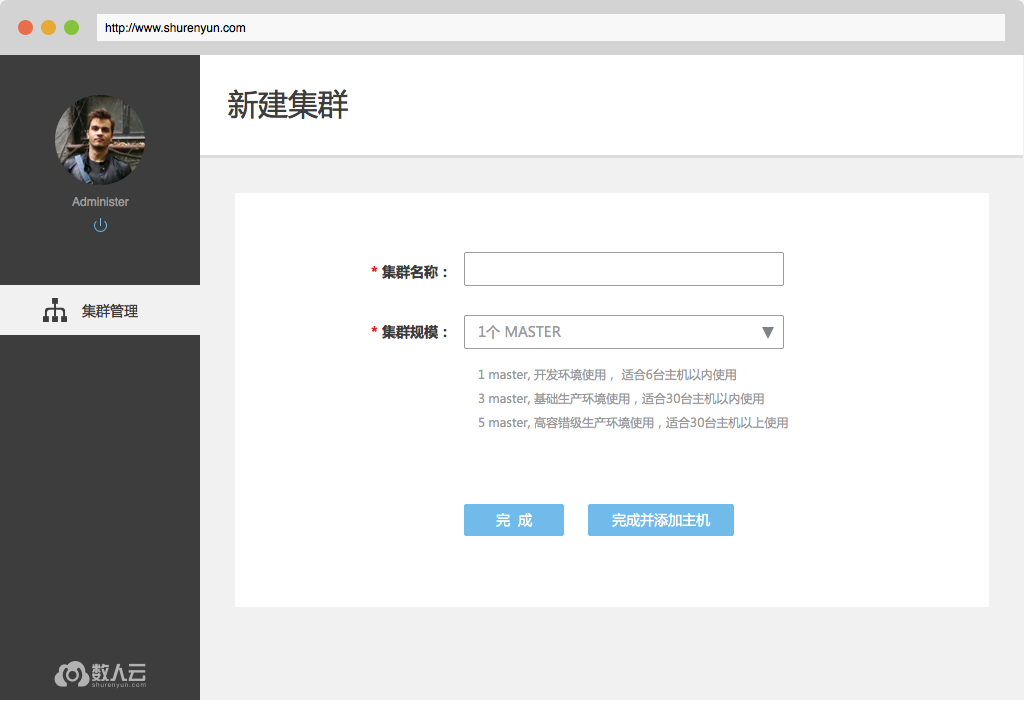 http://www.shurenyun.com
新建集群
Administer
集群管理
* 集群名称：
* 集群规模：
1个 MASTER
1 master, 开发环境使用， 适合6台主机以内使用
3 master, 基础生产环境使用，适合30台主机以内使用
5 master, 高容错级生产环境使用，适合30台主机以上使用
完 成
完成并添加主机
数人云
shurenyun.com